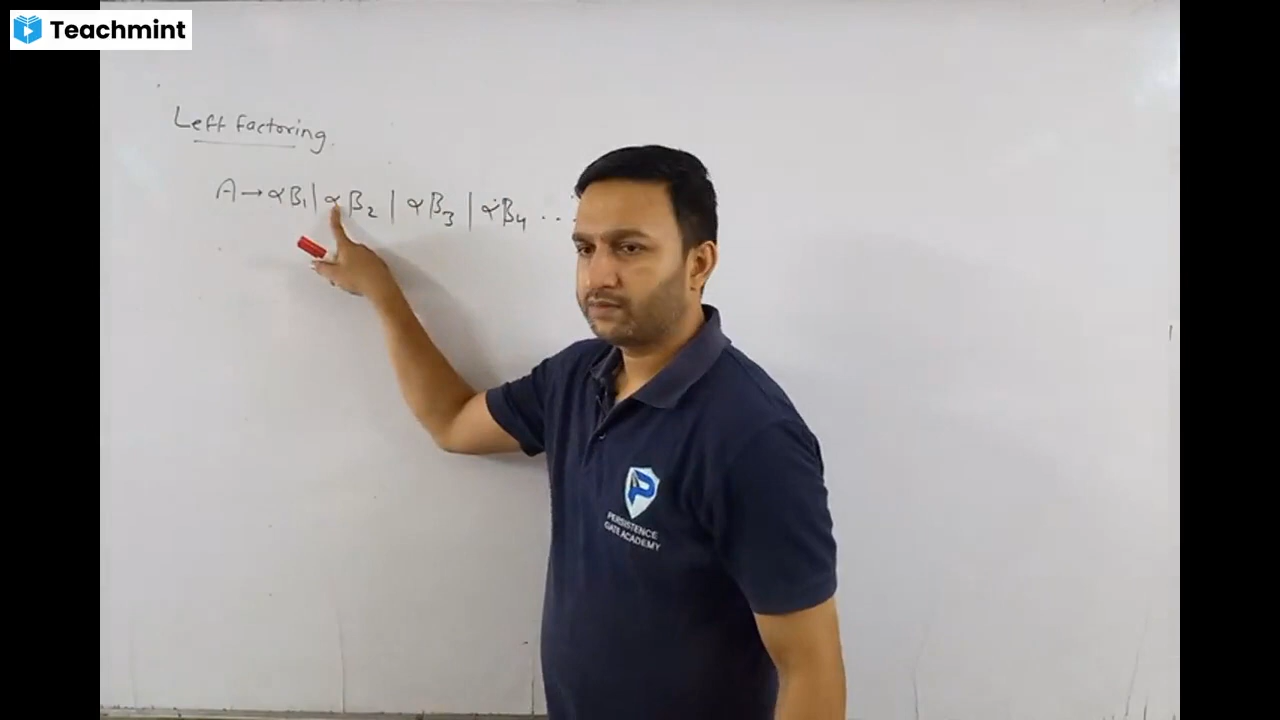 Teachmint
Left factoring
A → αβ₁ | αβ₂ | αβ₃ | αβ₄ ...
P
PERSISTENCE
GATE ACADEMY